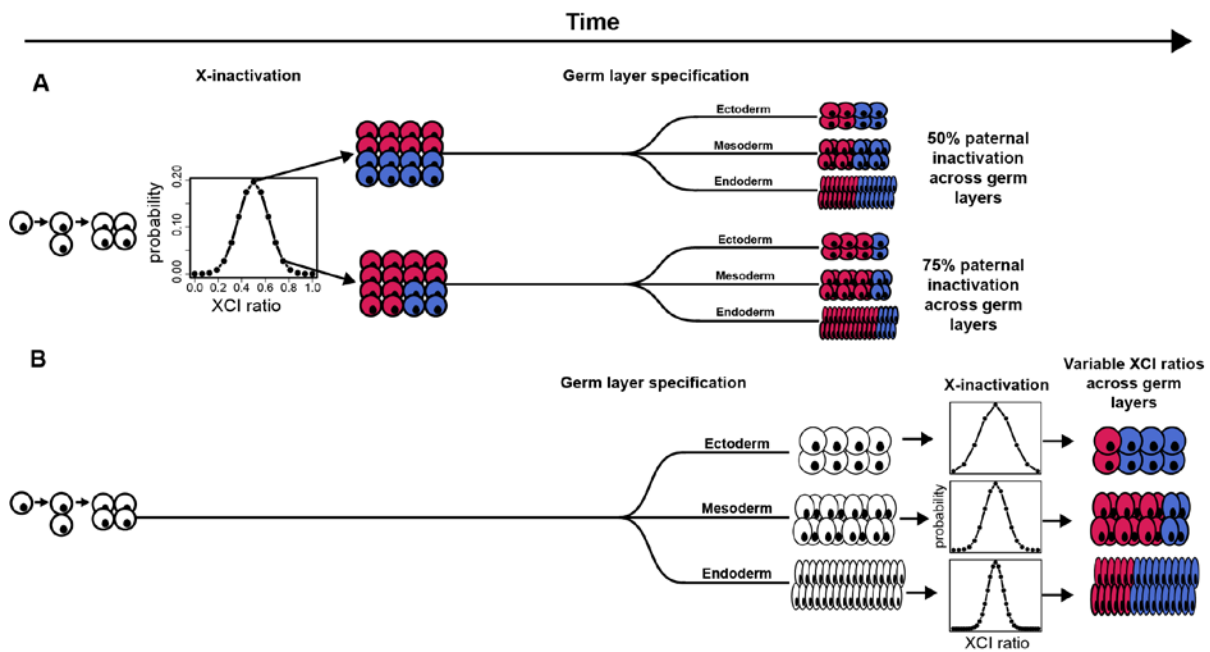 Time
A
X-inactivation
Germ layer specification
probability
0.20
0.10
0.00
0.0 0.2 0.4 0.6 0.8 1.0
XCI ratio
Ectoderm
Mesoderm
Endoderm
50% paternal
inactivation
across germ
layers
Ectoderm
Mesoderm
Endoderm
75% paternal
inactivation
across germ
layers
B
Germ layer specification
X-inactivation
Variable XCI ratios
across germ
layers
Ectoderm
Mesoderm
Endoderm
probability
XCI ratio